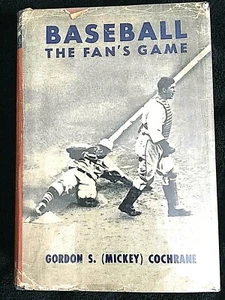 BASEBALL
THE FAN'S GAME
GORDON S. (MICKEY) COCHRANE